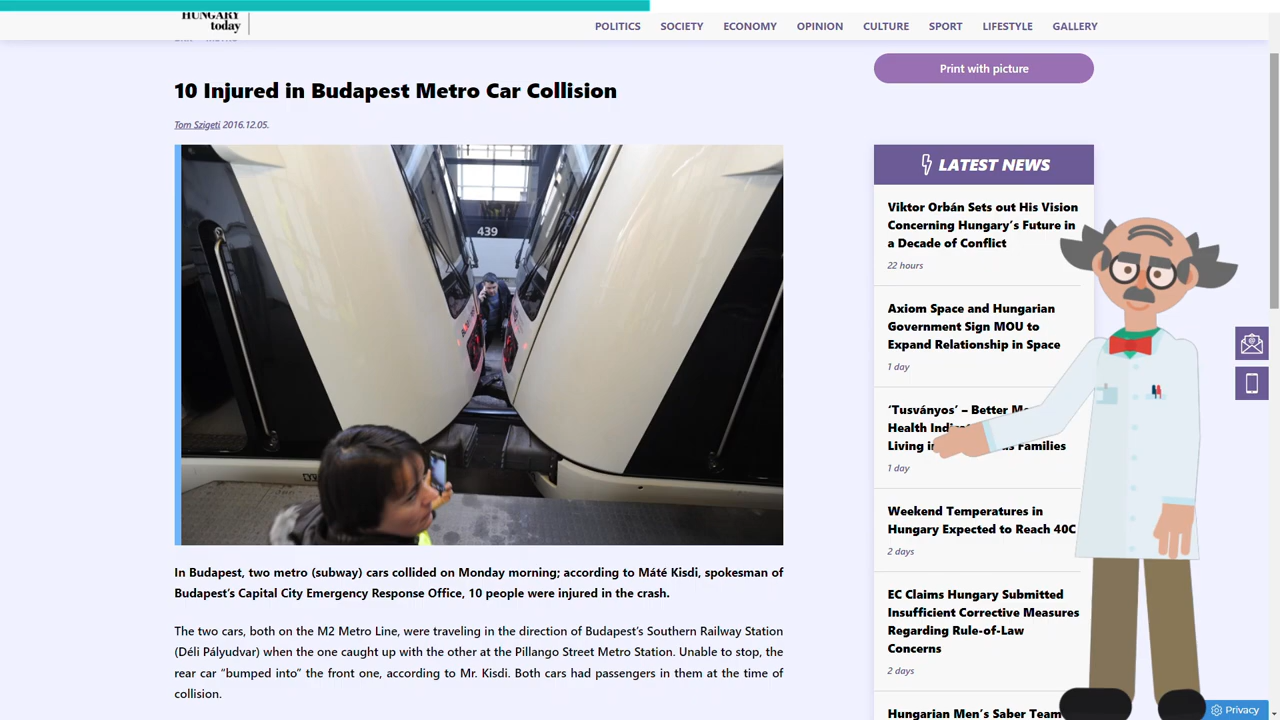 HUNGARY
today
POLITICS SOCIETY ECONOMY OPINION CULTURE SPORT LIFESTYLE GALLERY
10 Injured in Budapest Metro Car Collision
Tom Szigeti 2016.12.05.
439
In Budapest, two metro (subway) cars collided on Monday morning; according to Máté Kisdi, spokesman of
Budapest's Capital City Emergency Response Office, 10 people were injured in the crash.
The two cars, both on the M2 Metro Line, were traveling in the direction of Budapest's Southern Railway Station
(Déli Pályudvar) when the one caught up with the other at the Pillango Street Metro Station. Unable to stop, the
rear car "bumped into" the front one, according to Mr. Kisdi. Both cars had passengers in them at the time of
collision.
Print with picture
LATEST NEWS
Viktor Orbán Sets out His Vision
Concerning Hungary's Future in
a Decade of Conflict
22 hours
Axiom Space and Hungarian
Government Sign MOU to
Expand Relationship in Space
1 day
'Tusványos' – Better
Health
Living Families
1 day
Weekend Temperatures in
Hungary Expected to Reach 40C
2 days
EC Claims Hungary Submitted
Insufficient Corrective Measures
Regarding Rule-of-Law
Concerns
2 days
Hungarian Men's Saber Team
Privacy